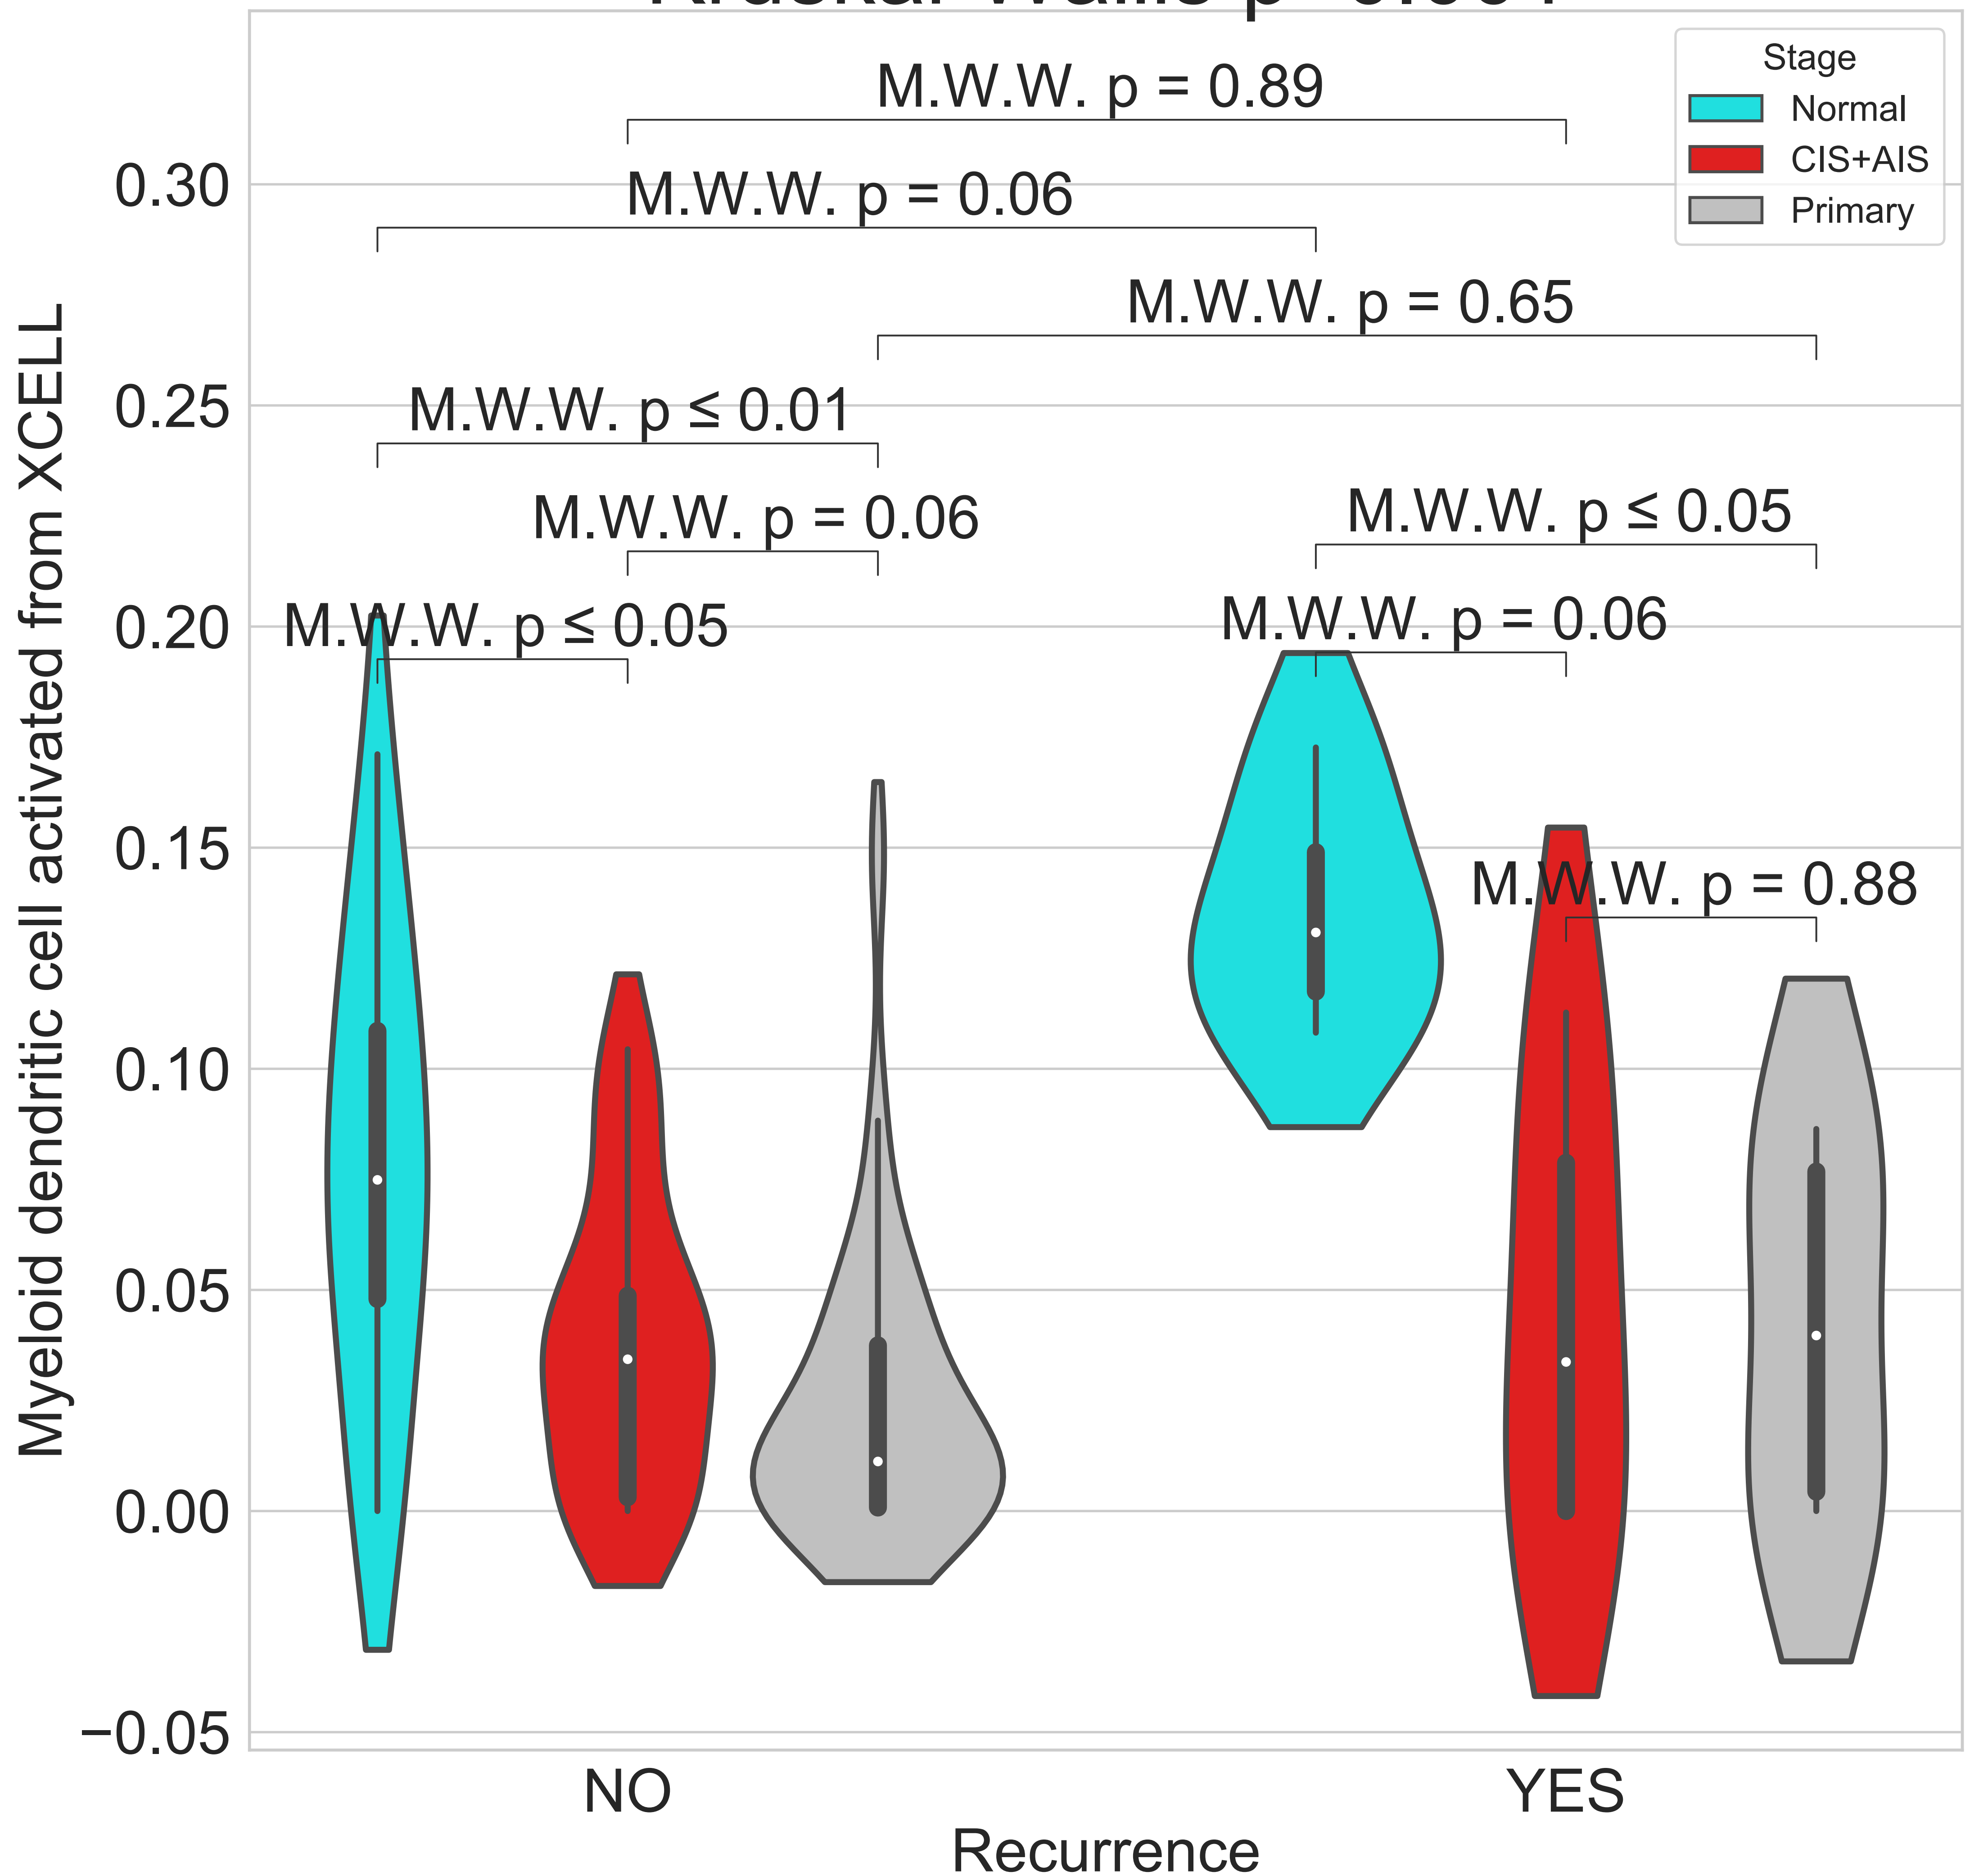 Stage
Normal
CIS+AIS
Primary
M.W.W. p = 0.89
M.W.W. p = 0.06
M.W.W. p = 0.65
M.W.W. p ≤ 0.01
M.W.W. p = 0.06
M.W.W. p ≤ 0.05
M.W.W. p ≤ 0.05
M.W.W. p = 0.06
M.W.W. p = 0.88
0.30
0.25
0.20
0.15
0.10
0.05
0.00
−0.05
Myeloid dendritic cell activated from XCELL
NO
YES
Recurrence